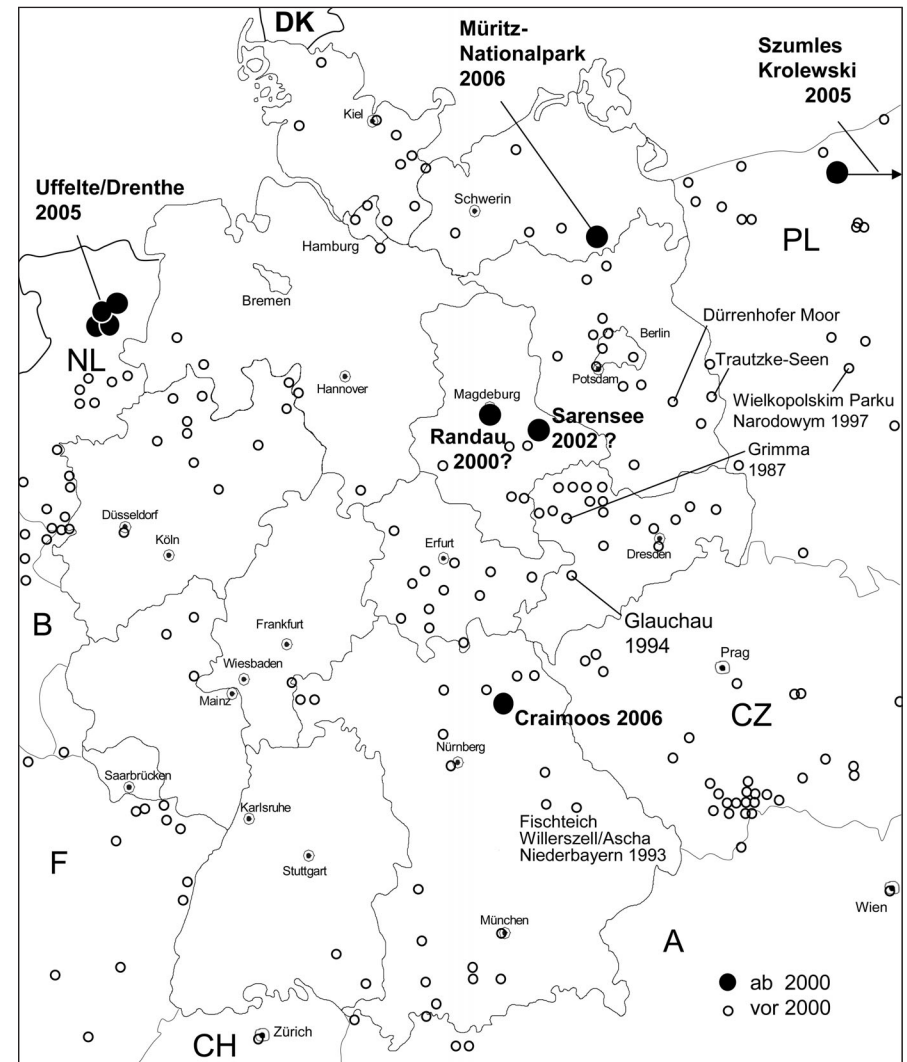 DK
Müritz-
Nationalpark
2006
Szumles
Krolewski
2005
Kiel
Uffelte/Drenthe
2005
Schwerin
Hamburg
PL
Bremen
NL
Dürrenhofer Moor
Berlin
Trautzke-Seen
Hannover
Potsdam
Magdeburg
Wielkopolskim Parku
Narodowym 1997
Sarensee
2002 ?
Randau
2000?
Grimma
1987
Düsseldorf
Köln
Erfurt
Dresden
B
Glauchau
1994
Frankfurt
Prag
Wiesbaden
Mainz
CZ
Craimoos 2006
Nürnberg
Saarbrücken
Karlsruhe
Fischteich
Willerszell/Ascha
Niederbayern 1993
F
Stuttgart
Wien
München
A
ab 2000
vor 2000
CH
Zürich